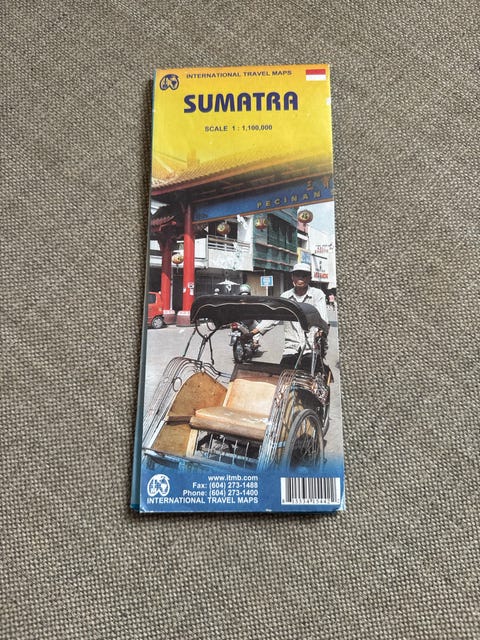 INTERNATIONAL TRAVEL MAPS
SUMATRA
SCALE 1 : 1,100,000
PECINAN
www.itmb.com
Fax: (604) 273-1488
Phone: (604) 273-1400
INTERNATIONAL TRAVEL MAPS